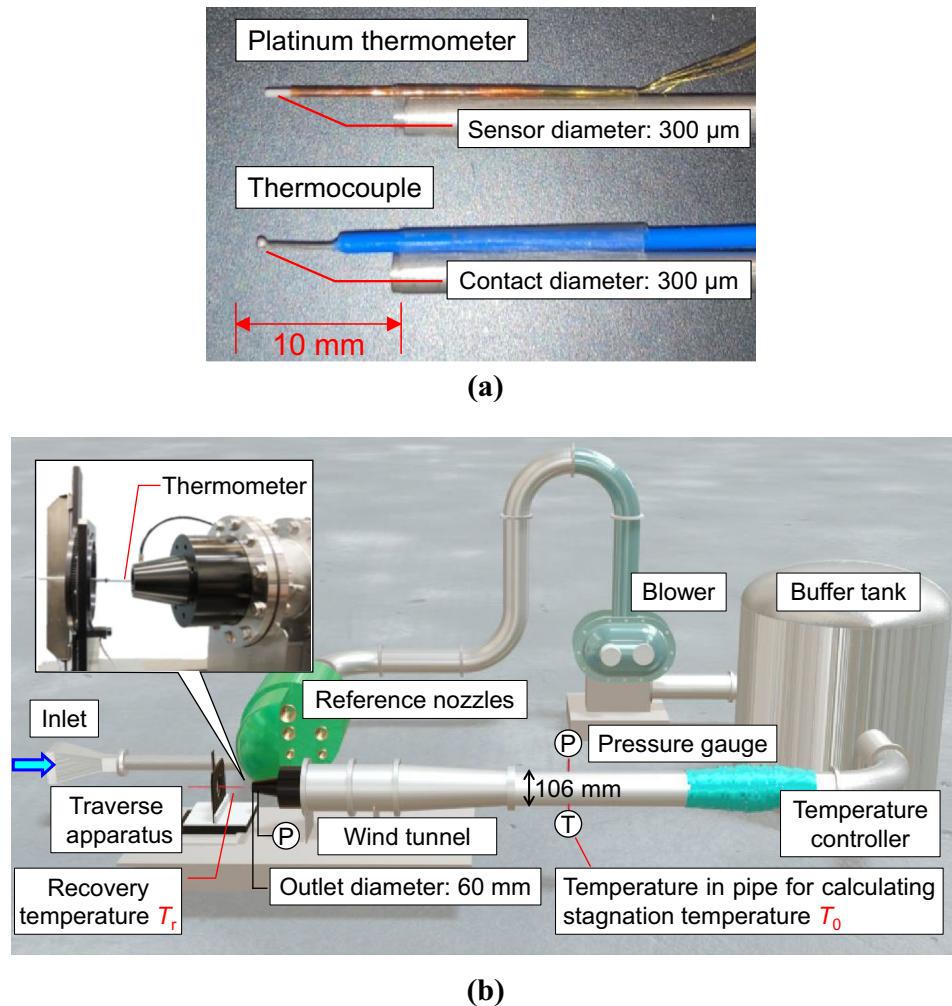 Platinum thermometer
Sensor diameter: 300 μm
Thermocouple
Contact diameter: 300 μm
10 mm
(a)
Thermometer
Blower
Buffer tank
Reference nozzles
Inlet
P
Pressure gauge
106 mm
Traverse
apparatus
P
Wind tunnel
T
Temperature
controller
Recovery
temperature Tr
Outlet diameter: 60 mm
Temperature in pipe for calculating
stagnation temperature T0
(b)